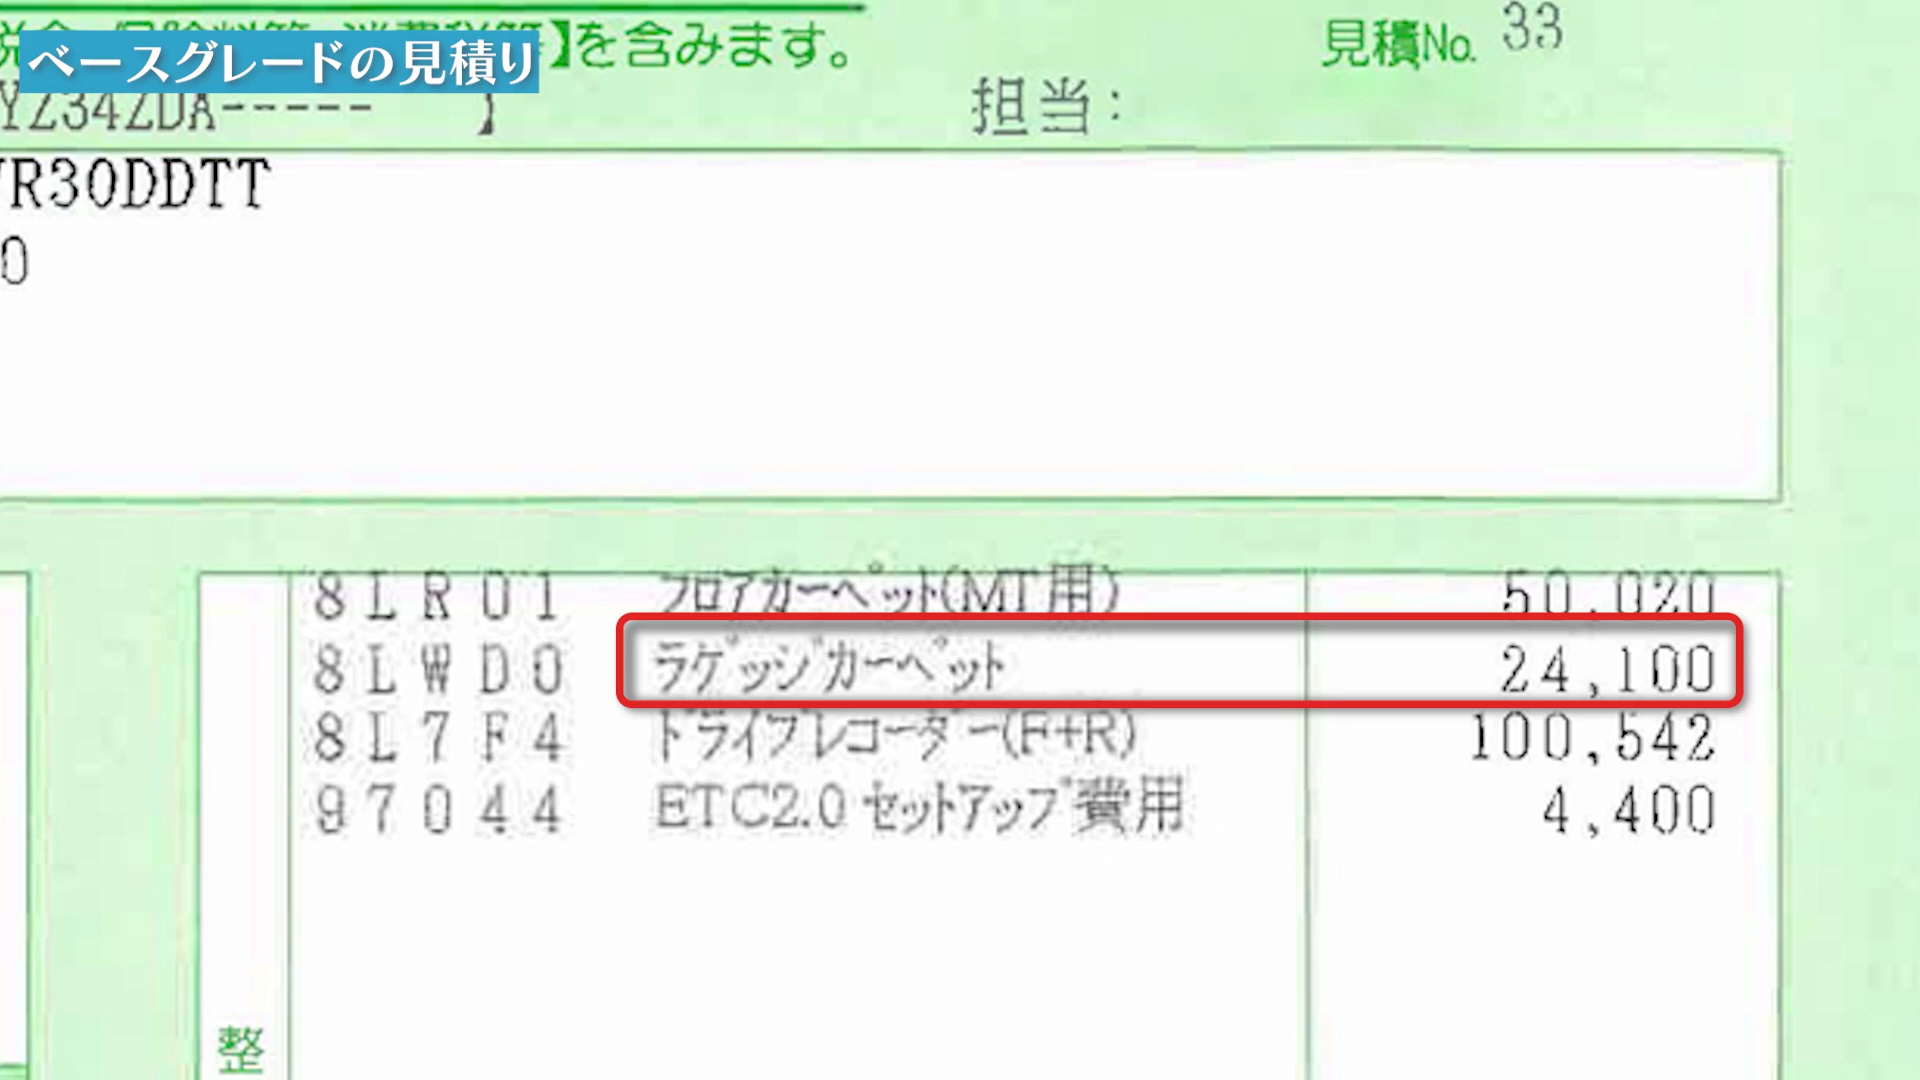 ベースグレードの見積り
】を含みます。
見積No. 33
YZ34ZDA-----　】
担当:
VR30DDTT
0
8LR01 フロアカーペット(MT用) 50,020
8LWD0 ラゲッジカーペット 24,100
8L7F4 ドライブレコーダー(F+R) 100,542
97044 ETC2.0 セットアップ費用 4,400
整